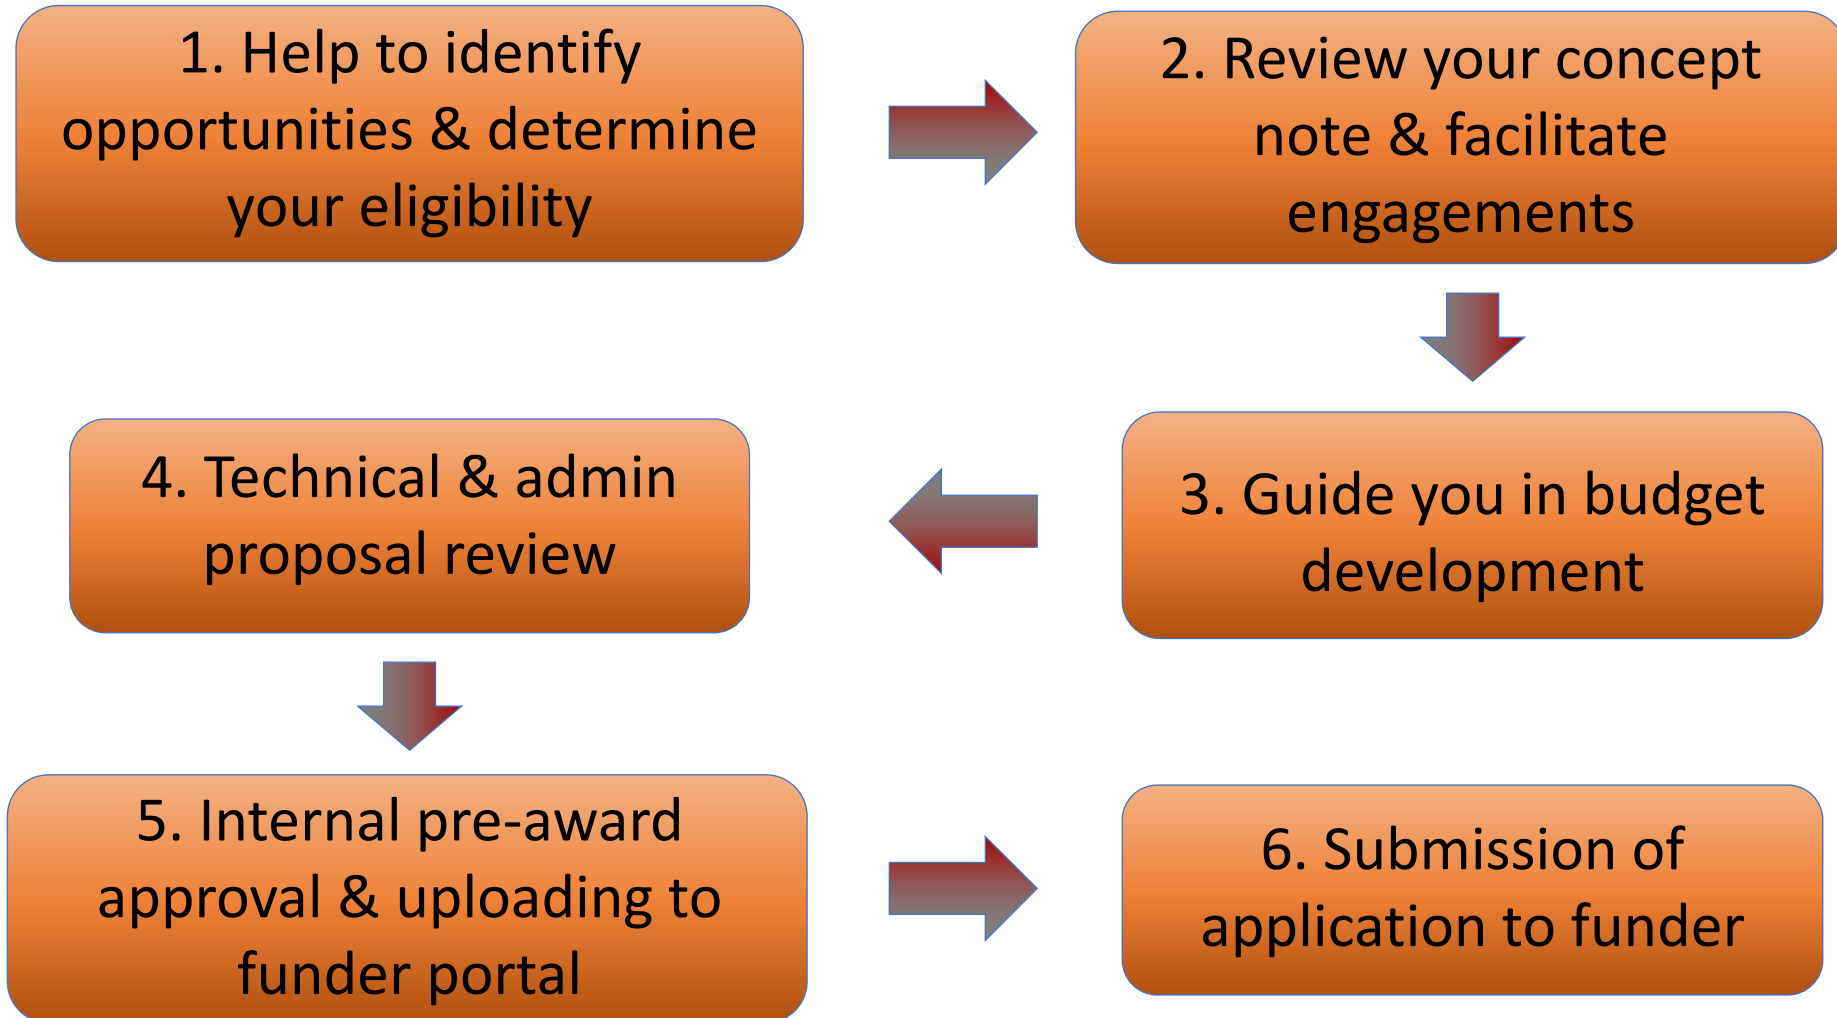 1. Help to identify
opportunities & determine
your eligibility
2. Review your concept
note & facilitate
engagements
3. Guide you in budget
development
4. Technical & admin
proposal review
5. Internal pre-award
approval & uploading to
funder portal
6. Submission of
application to funder